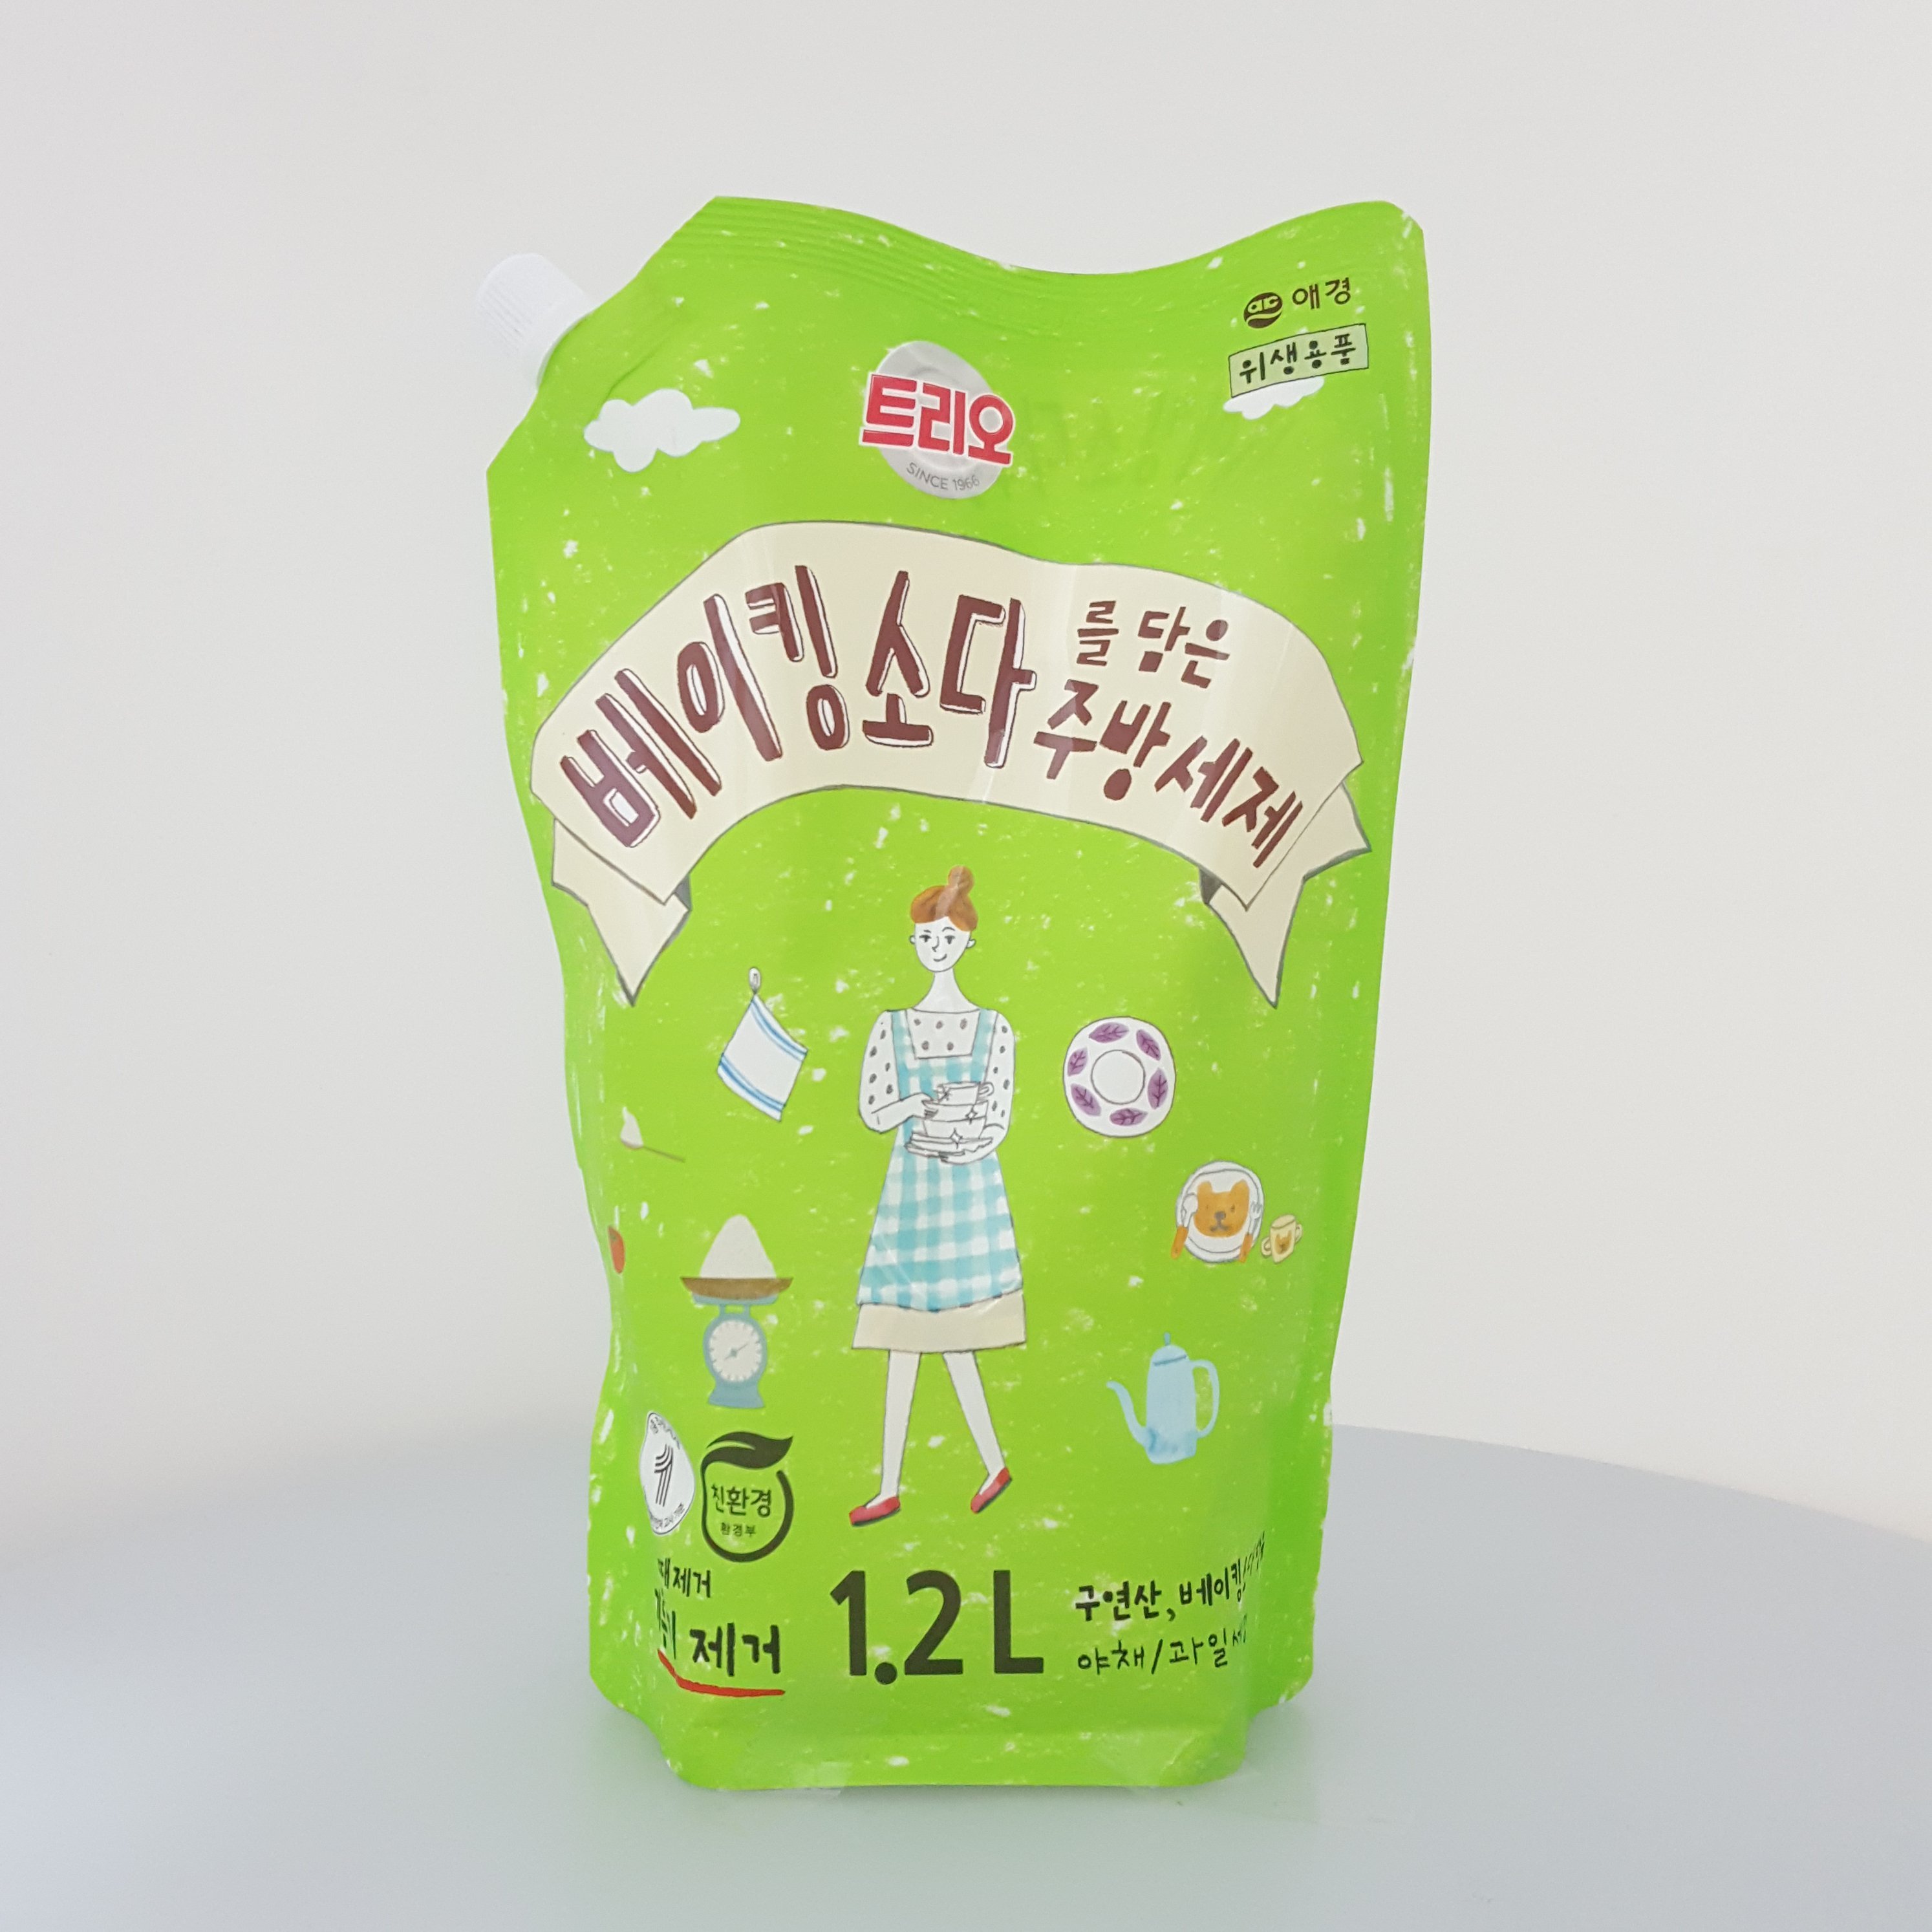 애경
위생용품
트리오
SINCE 1966
베이킹소다를 담은
주방세제
친환경
환경부
제거
제거
1.2L
구연산, 베이킹
야채/과일